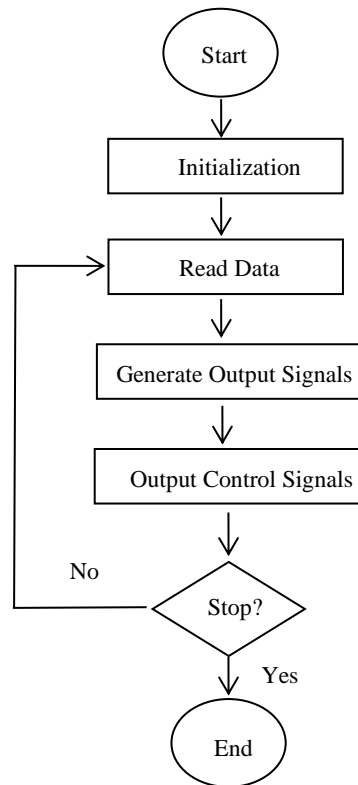 Start
Initialization
Read Data
Generate Output Signals
Output Control Signals
No
Stop?
Yes
End